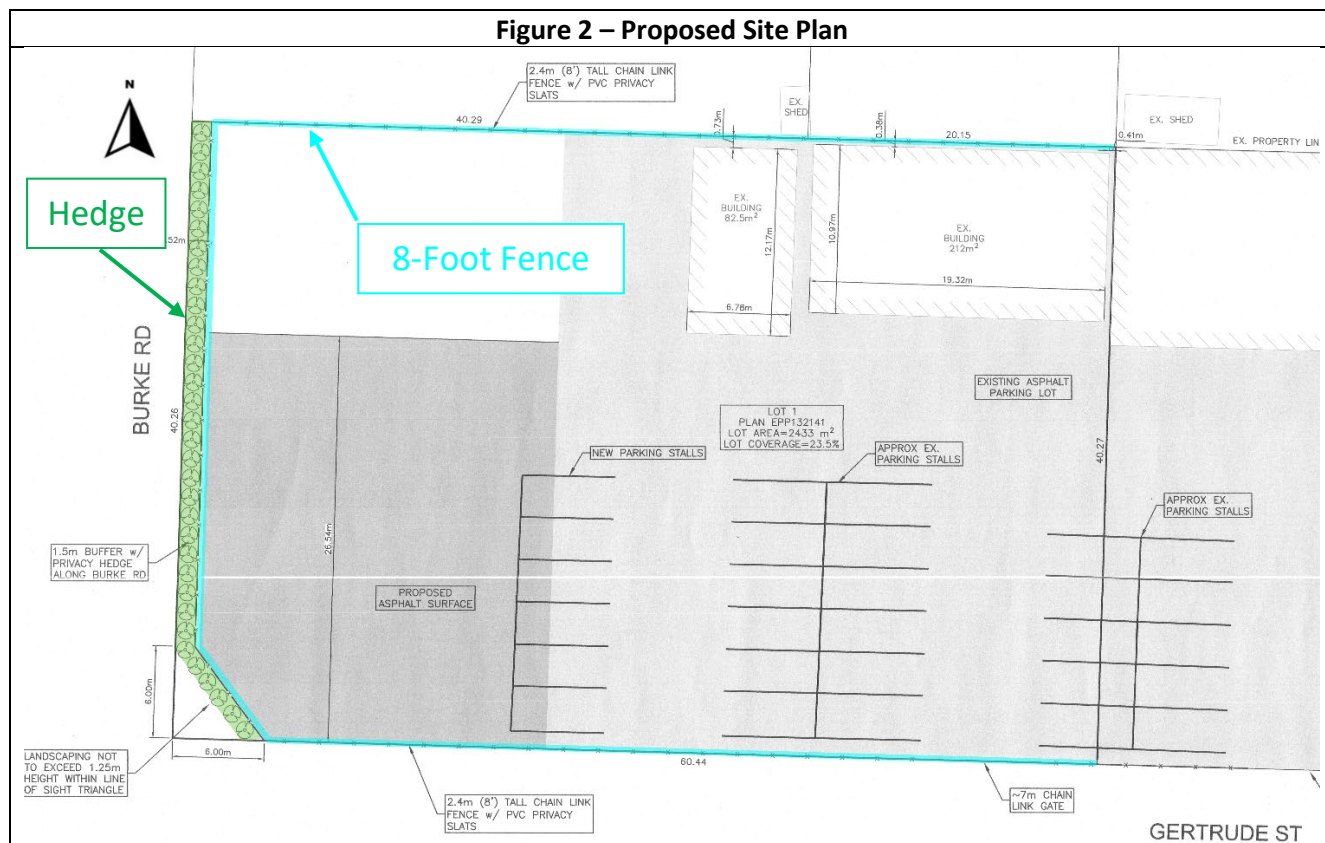 Figure 2 – Proposed Site Plan
N
2.4m (8') TALL CHAIN LINK
FENCE w/ PVC PRIVACY
SLATS
40.29
0.73m
EX.
SHED
0.38m
20.15
0.41m
EX. SHED
EX. PROPERTY LIN
Hedge
8-Foot Fence
.52m
EX.
BUILDING
82.5m²
12.17m
6.78m
10.97m
EX.
BUILDING
212m²
19.32m
BURKE RD
40.26
EXISTING ASPHALT
PARKING LOT
LOT 1
PLAN EPP132141
LOT AREA=2433 m²
LOT COVERAGE=23.5%
40.27
NEW PARKING STALLS
APPROX EX.
PARKING STALLS
APPROX EX.
PARKING STALLS
26.54m
1.5m BUFFER w/
PRIVACY HEDGE
ALONG BURKE RD
PROPOSED
ASPHALT SURFACE
6.00m
6.00m
LANDSCAPING NOT
TO EXCEED 1.25m
HEIGHT WITHIN LINE
OF SIGHT TRIANGLE
60.44
2.4m (8') TALL CHAIN LINK
FENCE w/ PVC PRIVACY
SLATS
~7m CHAIN
LINK GATE
GERTRUDE ST